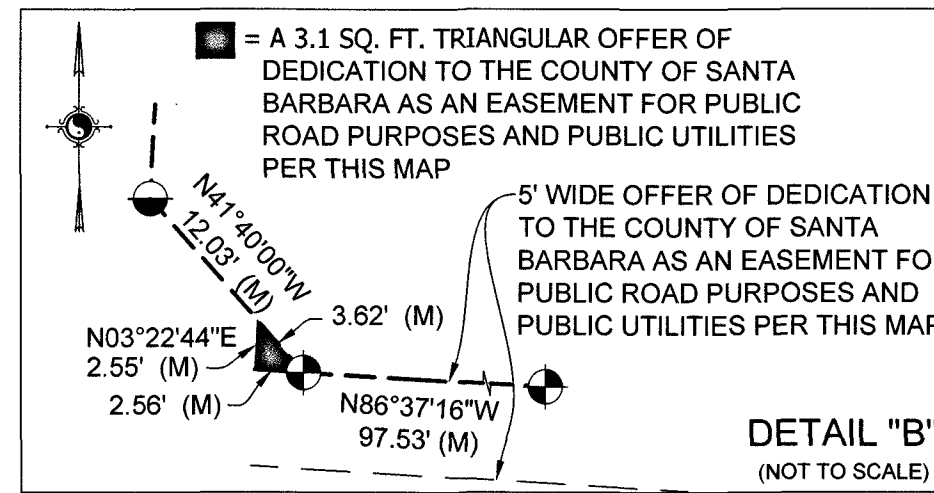 = A 3.1 SQ. FT. TRIANGULAR OFFER OF
DEDICATION TO THE COUNTY OF SANTA
BARBARA AS AN EASEMENT FOR PUBLIC
ROAD PURPOSES AND PUBLIC UTILITIES
PER THIS MAP
5' WIDE OFFER OF DEDICATION
TO THE COUNTY OF SANTA
BARBARA AS AN EASEMENT FO
PUBLIC ROAD PURPOSES AND
PUBLIC UTILITIES PER THIS MAP
N41°40'00"W
12.03' (M)
3.62' (M)
N03°22'44"E
2.55' (M)
2.56' (M)
N86°37'16"W
97.53' (M)
DETAIL "B"
(NOT TO SCALE)